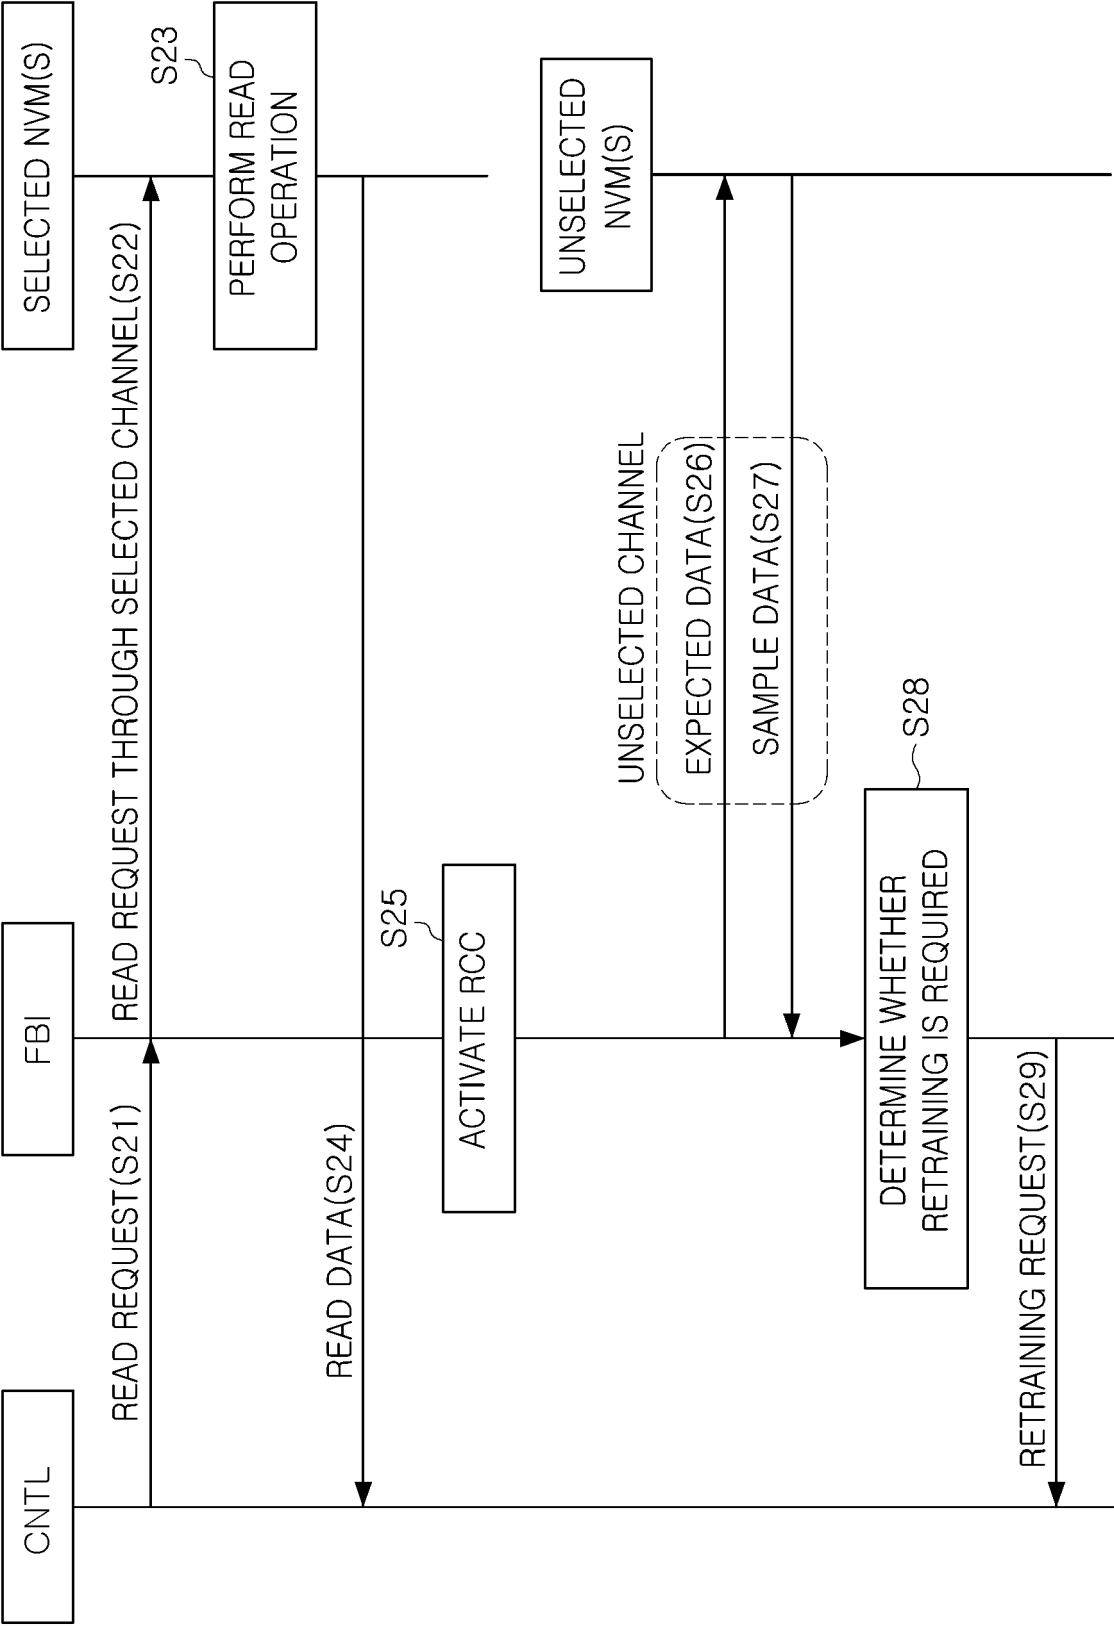 CNTL
FBI
SELECTED NVM(S)
READ REQUEST(S21)
READ REQUEST THROUGH SELECTED CHANNEL(S22)
S23
PERFORM READ
OPERATION
READ DATA(S24)
S25
ACTIVATE RCC
UNSELECTED
NVM(S)
UNSELECTED CHANNEL
EXPECTED DATA(S26)
SAMPLE DATA(S27)
S28
DETERMINE WHETHER
RETRAINING IS REQUIRED
RETRAINING REQUEST(S29)